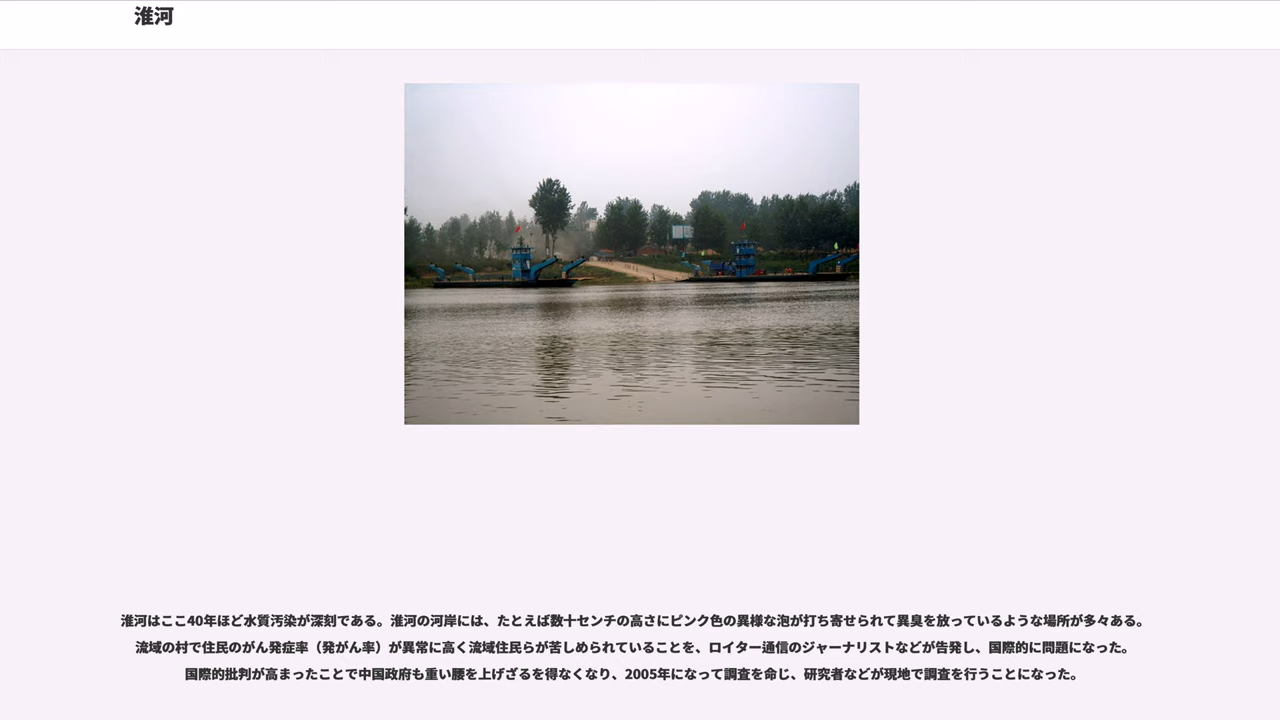 淮河
淮河はここ40年ほど水質汚染が深刻である。淮河の河岸には、たとえば数十センチの高さにピンク色の異様な泡が打ち寄せられて異臭を放っているような場所が多々ある。
流域の村で住民のがん発症率（発がん率）が異常に高く流域住民らが苦しめられていることを、ロイター通信のジャーナリストなどが告発し、国際的に問題になった。
国際的批判が高まったことで中国政府も重い腰を上げざるを得なくなり、2005年になって調査を命じ、研究者などが現地で調査を行うことになった。